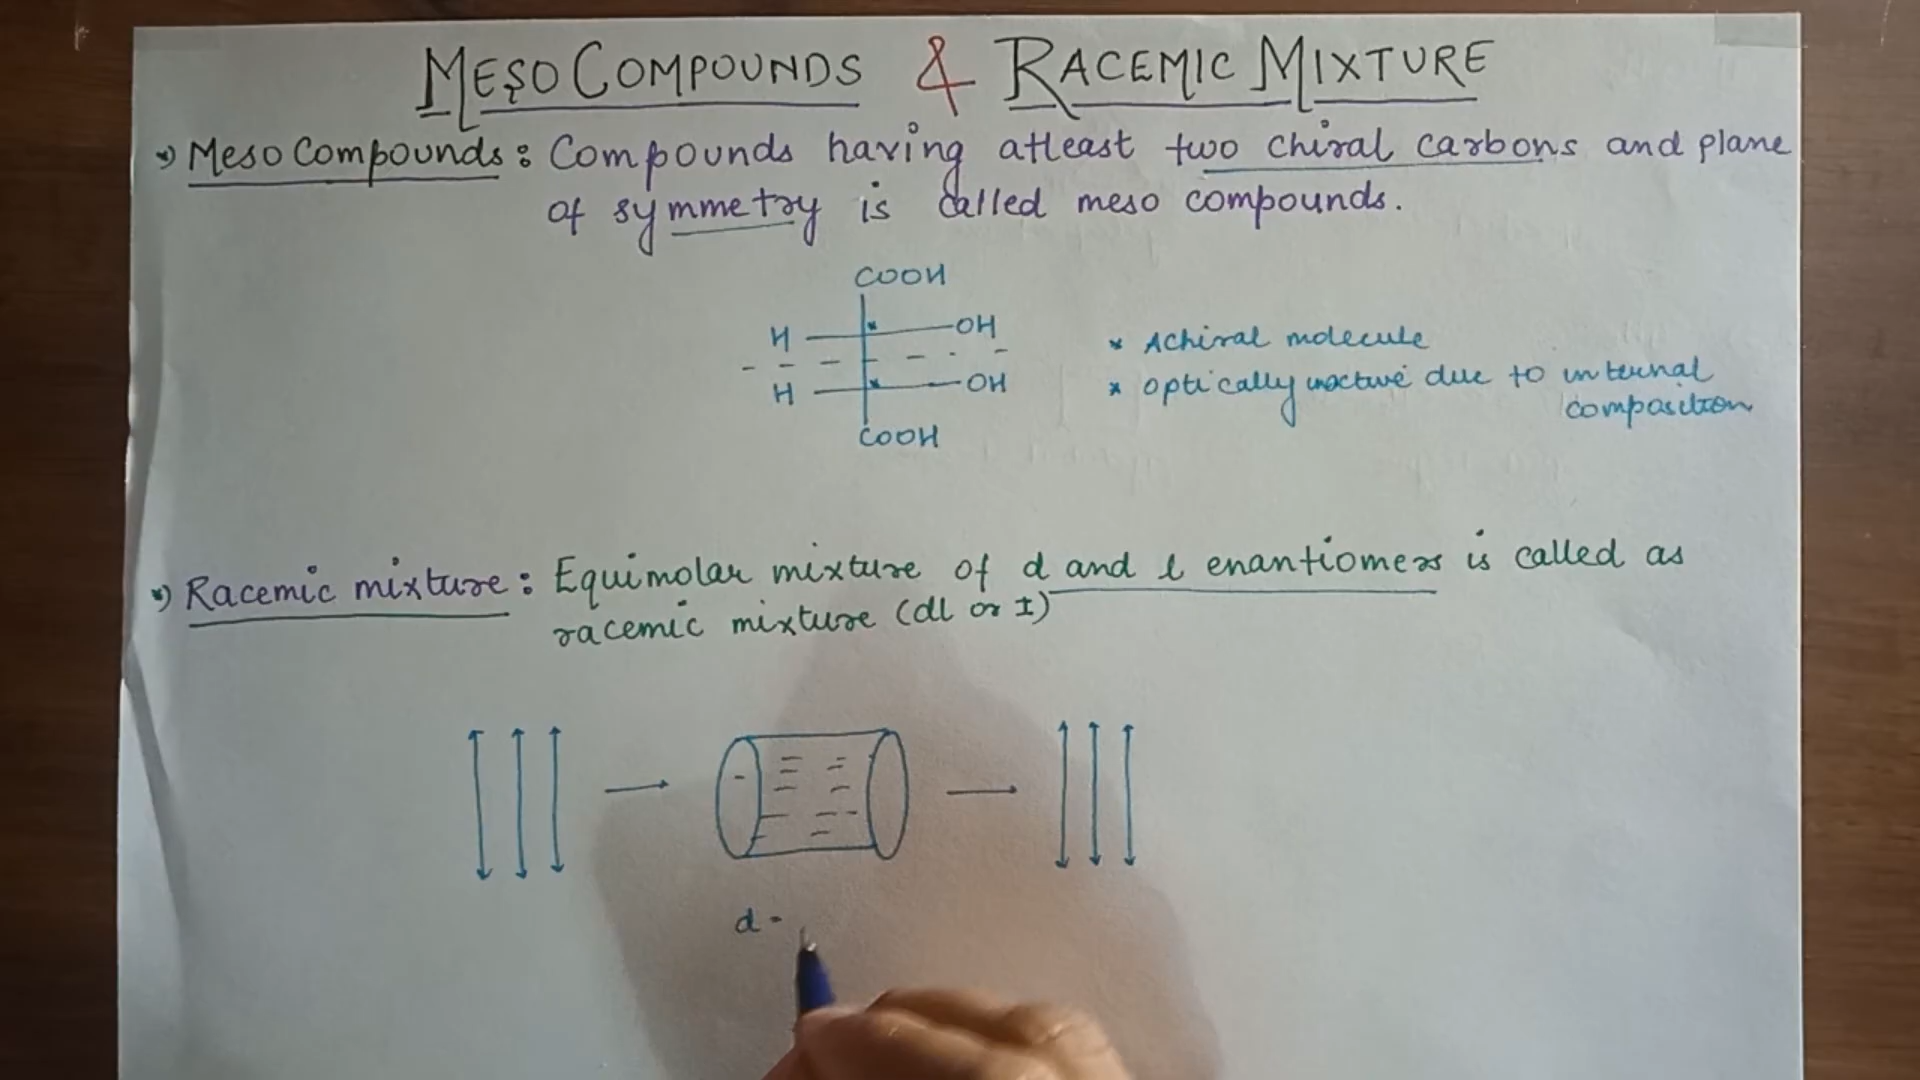 MESO COMPOUNDS & RACEMIC MIXTURE
Meso Compounds: Compounds having atleast two chiral carbons and plane
of symmetry is called meso compounds.
COOH
H OH
H OH
COOH
* Achiral molecule
* optically inactive due to internal
composition
Racemic mixture: Equimolar mixture of d and l enantiomers is called as
racemic mixture (dl or ±)
d -